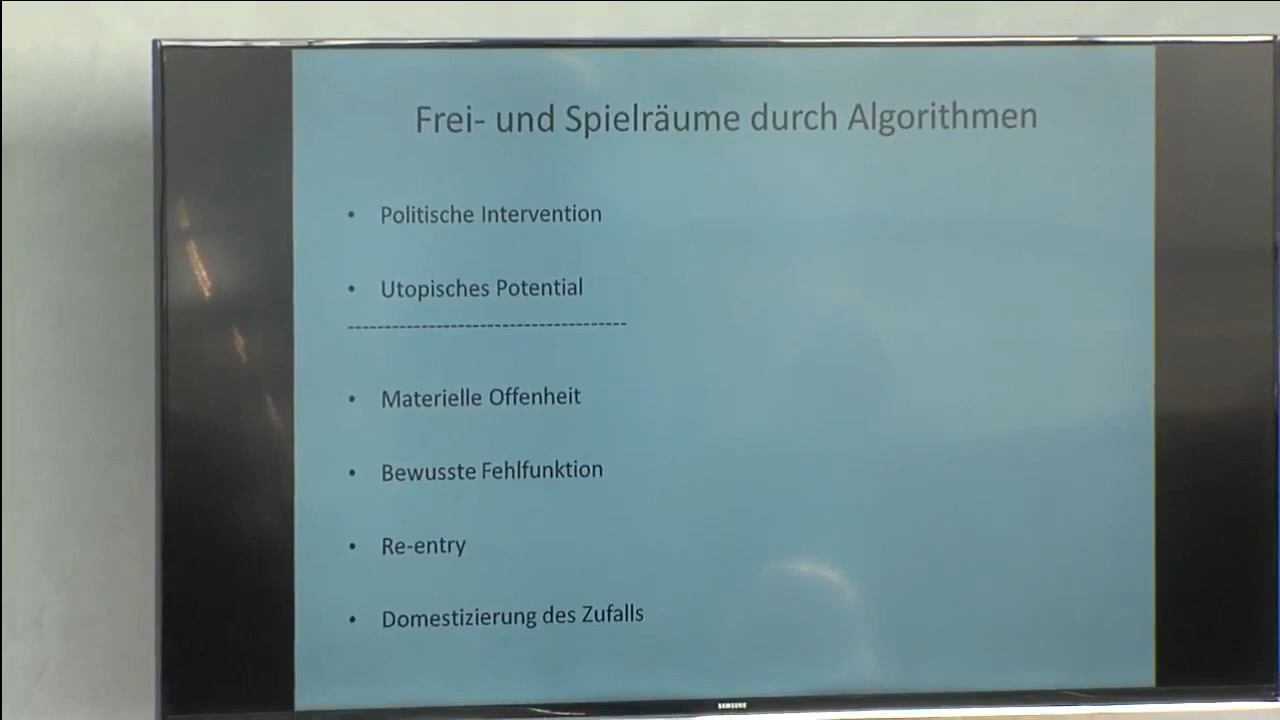 Frei- und Spielräume durch Algorithmen
• Politische Intervention
• Utopisches Potential
--------------------------------------
• Materielle Offenheit
• Bewusste Fehlfunktion
• Re-entry
• Domestizierung des Zufalls
SAMSUNG